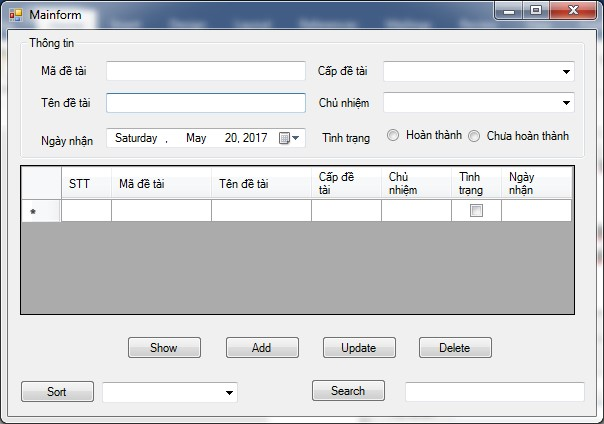 Mainform
Thông tin
Mã đề tài
Cấp đề tài
Tên đề tài
Chủ nhiệm
Ngày nhận
Saturday , May 20, 2017
Tình trạng
Hoàn thành
Chưa hoàn thành
STT
Mã đề tài
Tên đề tài
Cấp đề
tài
Chủ
nhiệm
Tình
trạng
Ngày
nhận
*
Show
Add
Update
Delete
Sort
Search